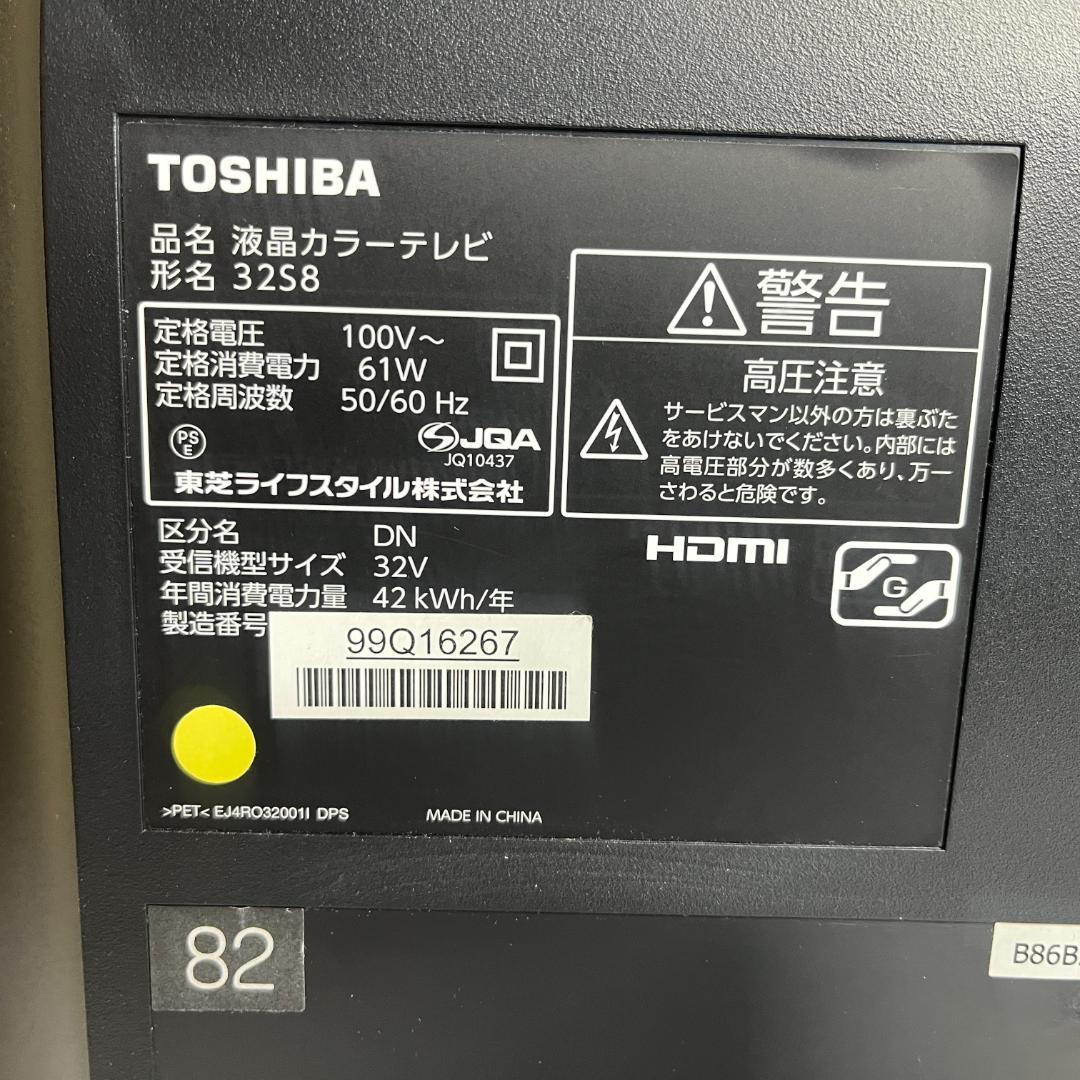 TOSHIBA
品名 液晶カラーテレビ
形名 32S8
定格電圧 100V～
定格消費電力 61W
定格周波数 50/60 Hz
PS
E
JQA
JQ10437
東芝ライフスタイル株式会社
警告
高圧注意
サービスマン以外の方は裏ぶた
をあけないでください。内部には
高電圧部分が数多くあり、万一
さわると危険です。
区分名 DN
受信機型サイズ 32V
年間消費電力量 42 kWh/年
製造番号
99Q16267
HDMI
G
>PET< EJ4RO32001I DPS
MADE IN CHINA
82
B86B